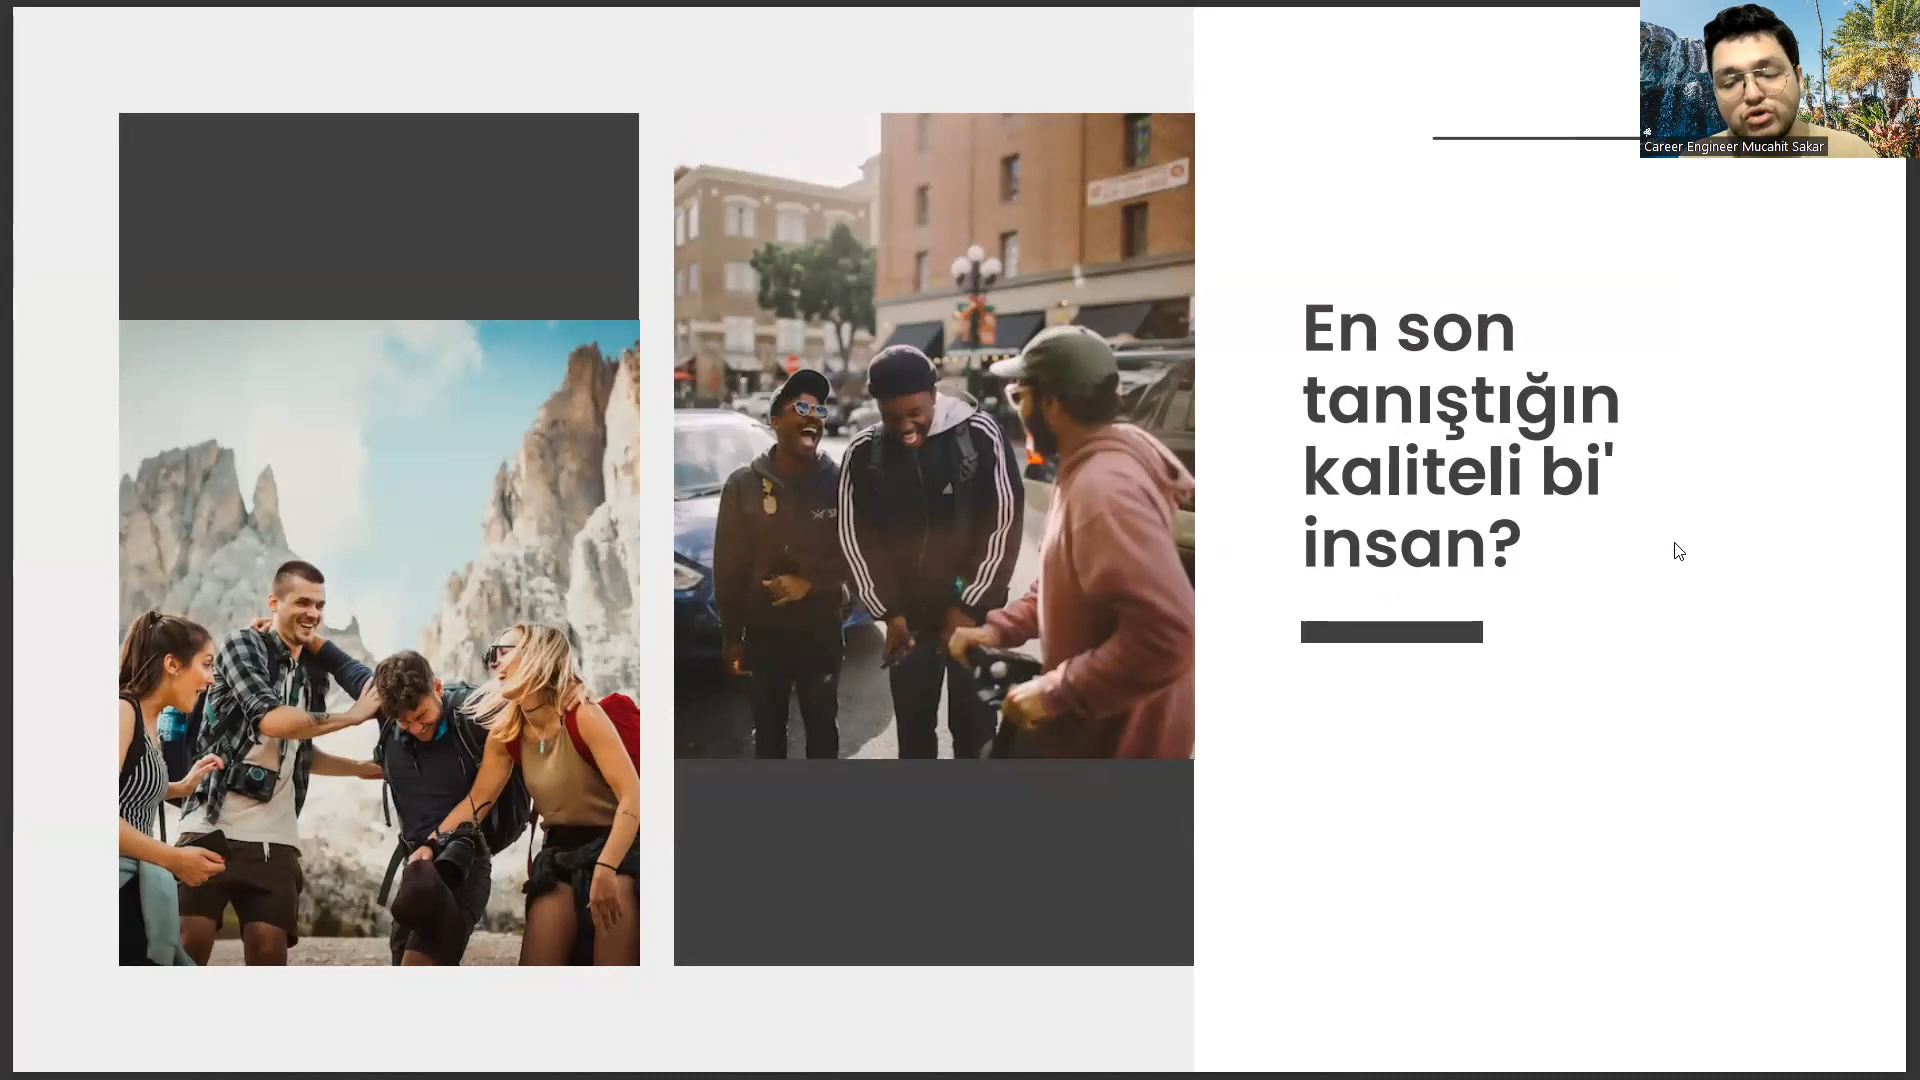 Career Engineer Mucahit Sakar
En son
tanıştığın
kaliteli bi'
insan?